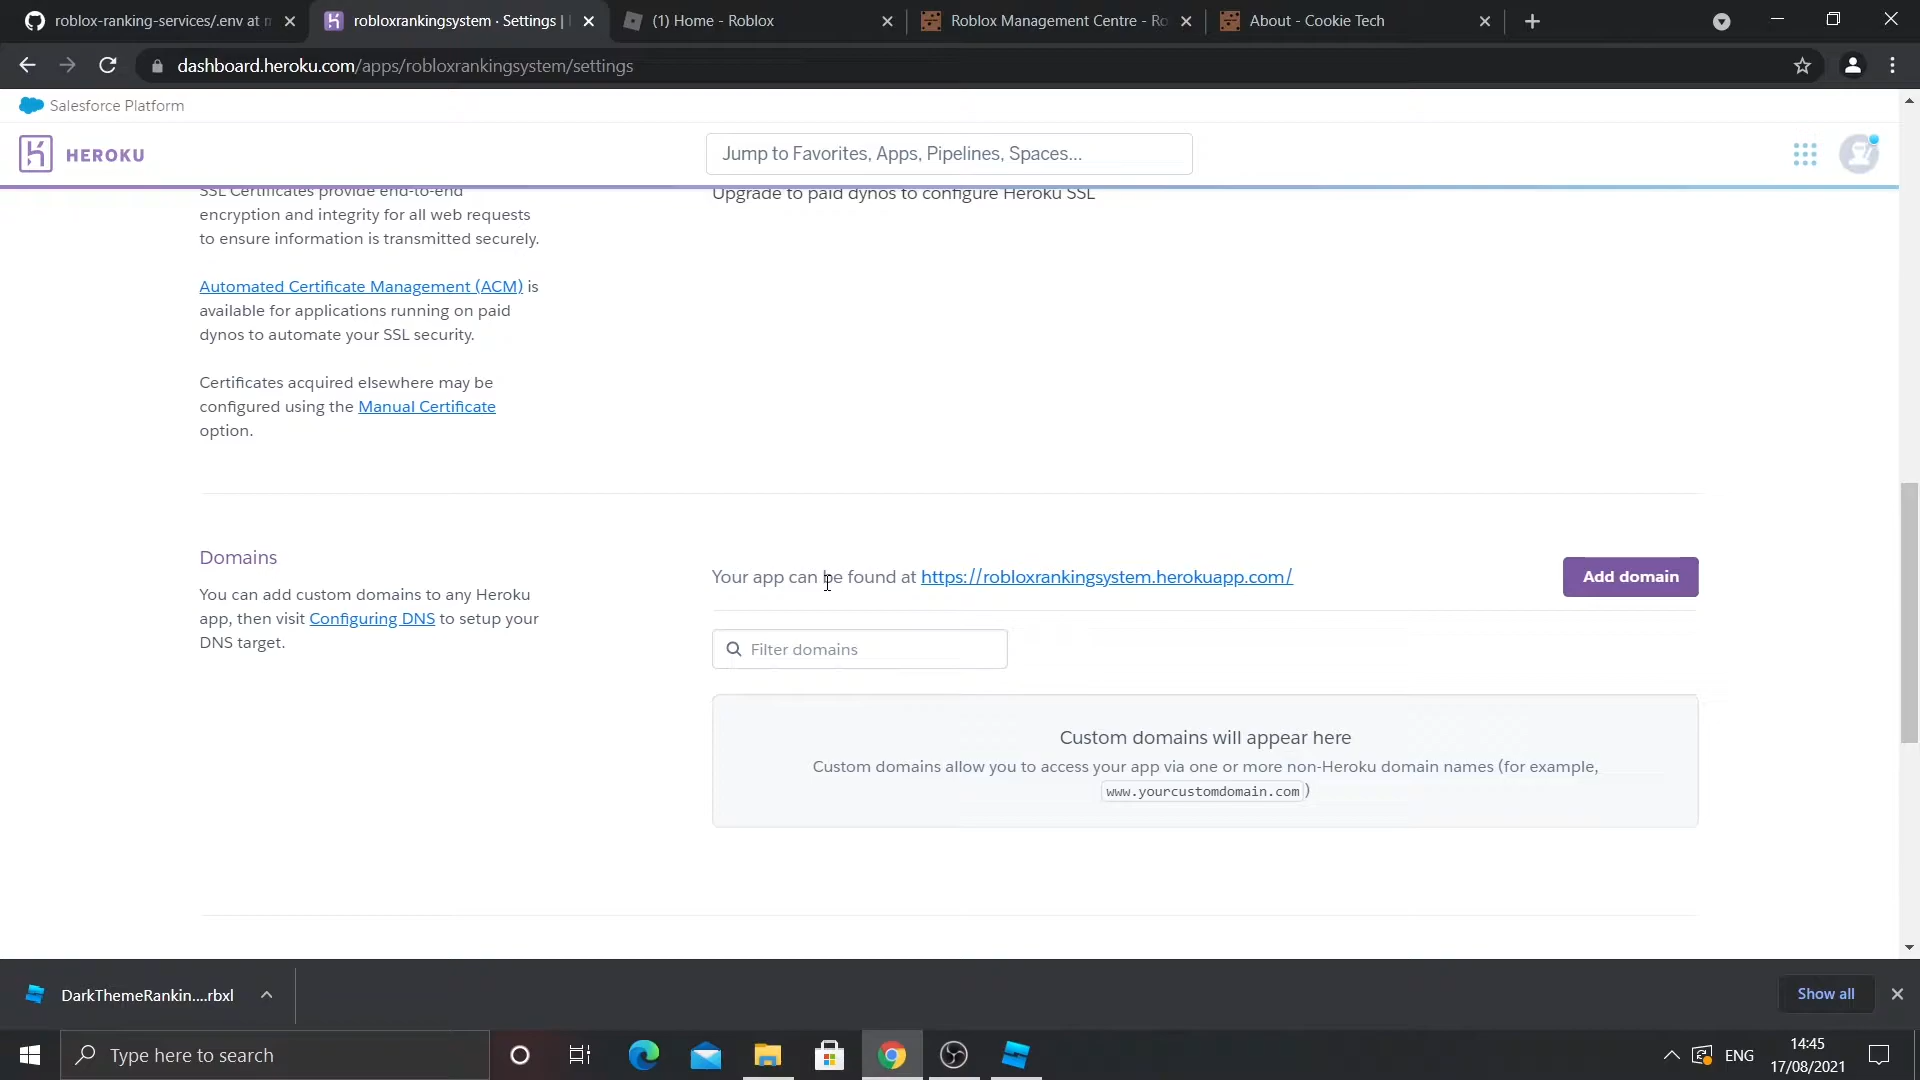 roblox-ranking-services/.env at m
robloxrankingsystem · Settings |
(1) Home - Roblox
Roblox Management Centre - Ro
About - Cookie Tech
dashboard.heroku.com/apps/robloxrankingsystem/settings
Salesforce Platform
HEROKU
Jump to Favorites, Apps, Pipelines, Spaces...
SSL Certificates provide end-to-end
encryption and integrity for all web requests
to ensure information is transmitted securely.
Upgrade to paid dynos to configure Heroku SSL
Automated Certificate Management (ACM) is
available for applications running on paid
dynos to automate your SSL security.
Certificates acquired elsewhere may be
configured using the Manual Certificate
option.
Domains
You can add custom domains to any Heroku
app, then visit Configuring DNS to setup your
DNS target.
Your app can be found at https://robloxrankingsystem.herokuapp.com/
Add domain
Filter domains
Custom domains will appear here
Custom domains allow you to access your app via one or more non-Heroku domain names (for example,
www.yourcustomdomain.com )
DarkThemeRankin....rbxl
Show all
Type here to search
ENG
14:45
17/08/2021